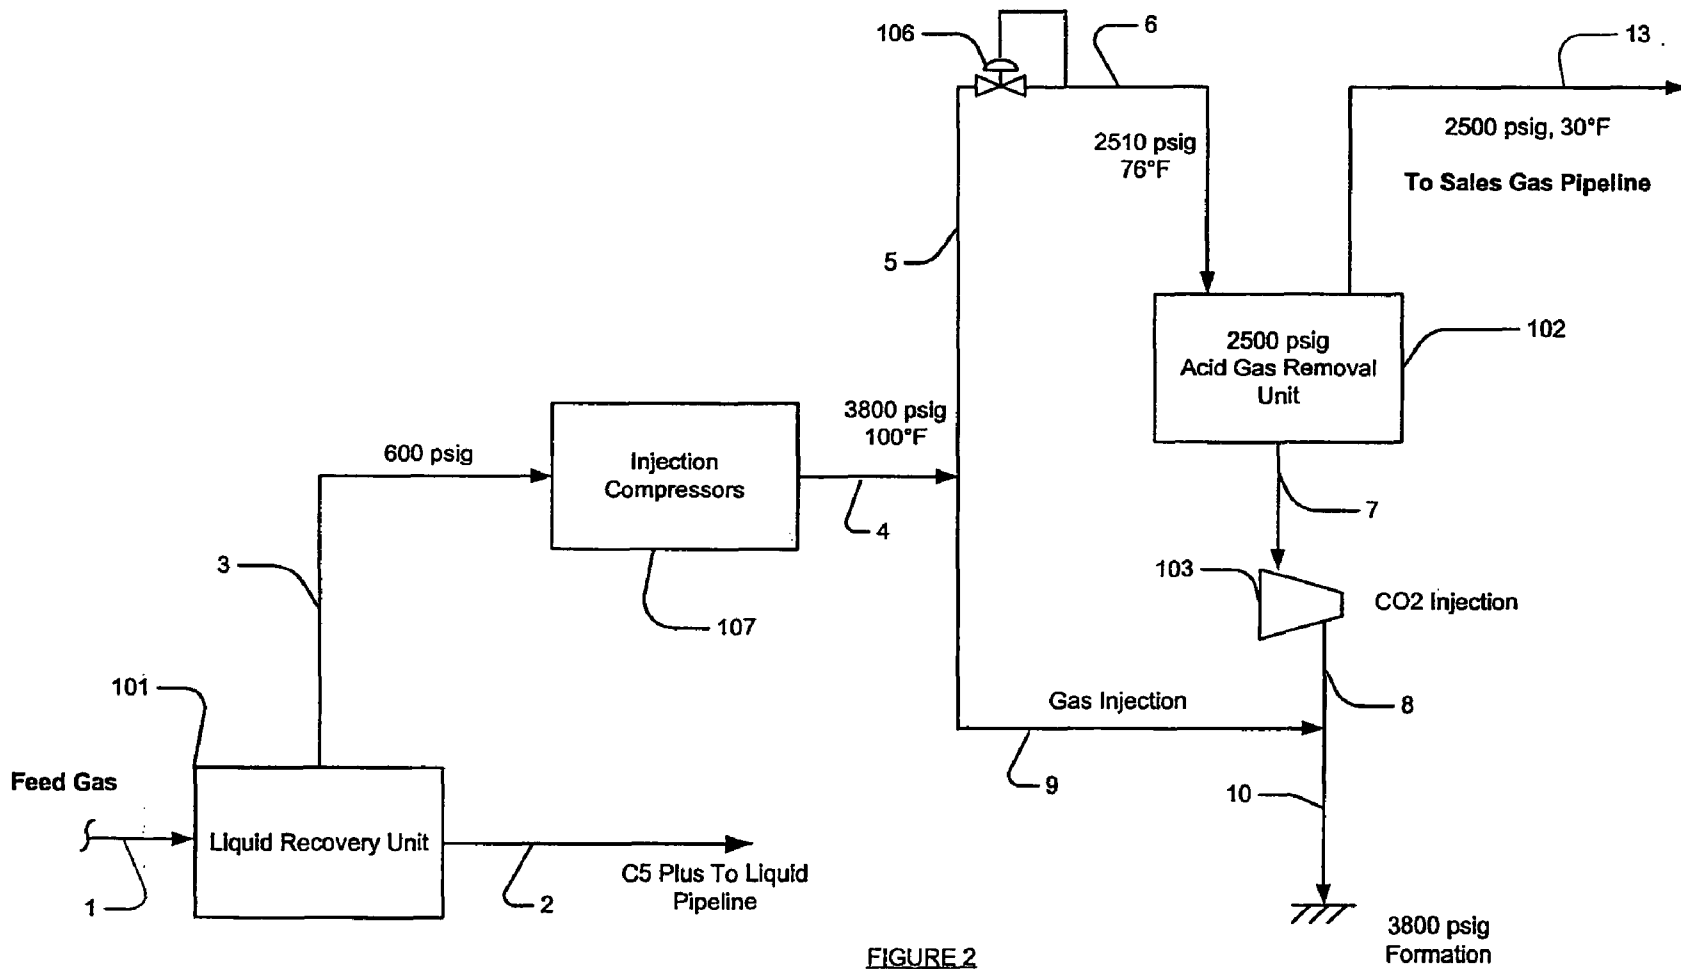 106
6
13
2510 psig
76°F
2500 psig, 30°F
To Sales Gas Pipeline
5
2500 psig
Acid Gas Removal
Unit
102
3800 psig
100°F
600 psig
Injection
Compressors
4
7
3
103
CO2 Injection
107
101
Gas Injection
8
Feed Gas
9
10
Liquid Recovery Unit
C5 Plus To Liquid
Pipeline
1
2
3800 psig
Formation
FIGURE 2